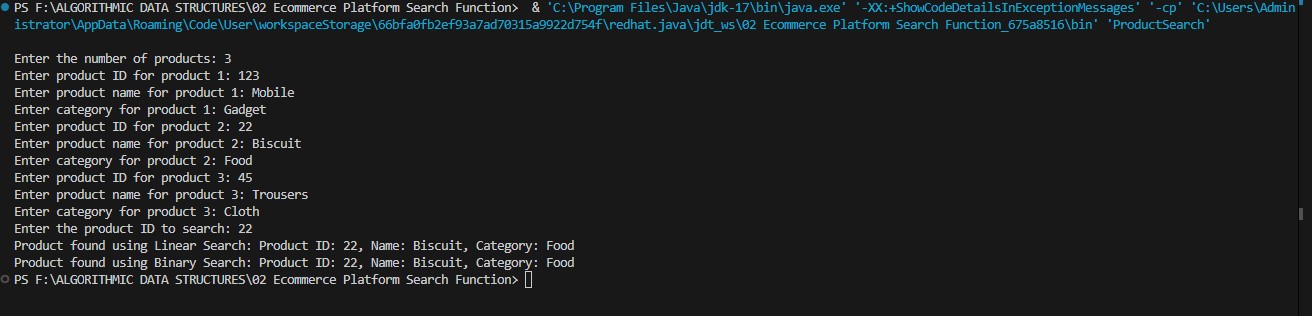 PS F:\ALGORITHMIC DATA STRUCTURES\02 Ecommerce Platform Search Function>  & 'C:\Program Files\Java\jdk-17\bin\java.exe' '-XX:+ShowCodeDetailsInExceptionMessages' '-cp' 'C:\Users\Admin
istrator\AppData\Roaming\Code\User\workspaceStorage\66bfa0fb2ef93a7ad70315a9922d754f\redhat.java\jdt_ws\02 Ecommerce Platform Search Function_675a8516\bin' 'ProductSearch'
Enter the number of products: 3
Enter product ID for product 1: 123
Enter product name for product 1: Mobile
Enter category for product 1: Gadget
Enter product ID for product 2: 22
Enter product name for product 2: Biscuit
Enter category for product 2: Food
Enter product ID for product 3: 45
Enter product name for product 3: Trousers
Enter category for product 3: Cloth
Enter the product ID to search: 22
Product found using Linear Search: Product ID: 22, Name: Biscuit, Category: Food
Product found using Binary Search: Product ID: 22, Name: Biscuit, Category: Food
PS F:\ALGORITHMIC DATA STRUCTURES\02 Ecommerce Platform Search Function>